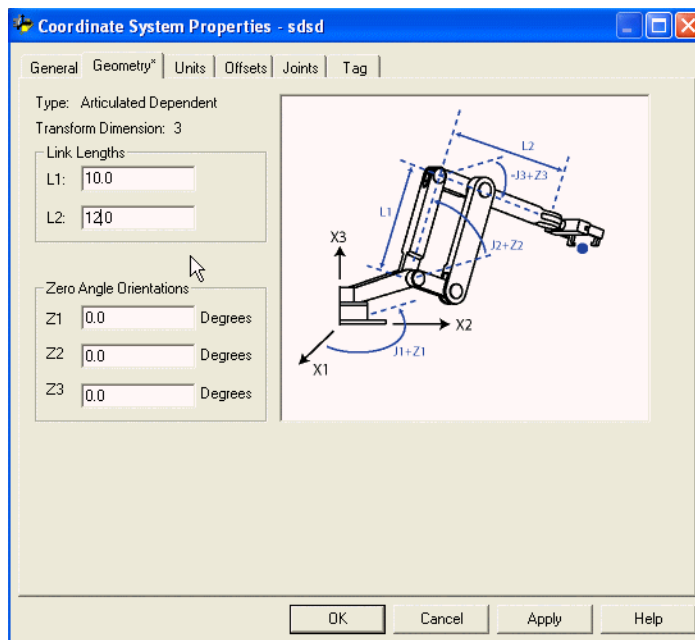 Coordinate System Properties - sdsd
General Geometry* Units Offsets Joints Tag
Type: Articulated Dependent
Transform Dimension: 3
Link Lengths
L1: 10.0
L2: 12.0
Zero Angle Orientations
Z1 0.0 Degrees
Z2 0.0 Degrees
Z3 0.0 Degrees
L2
-J3+Z3
L1
J2+Z2
X3
X2
J1+Z1
X1
OK Cancel Apply Help